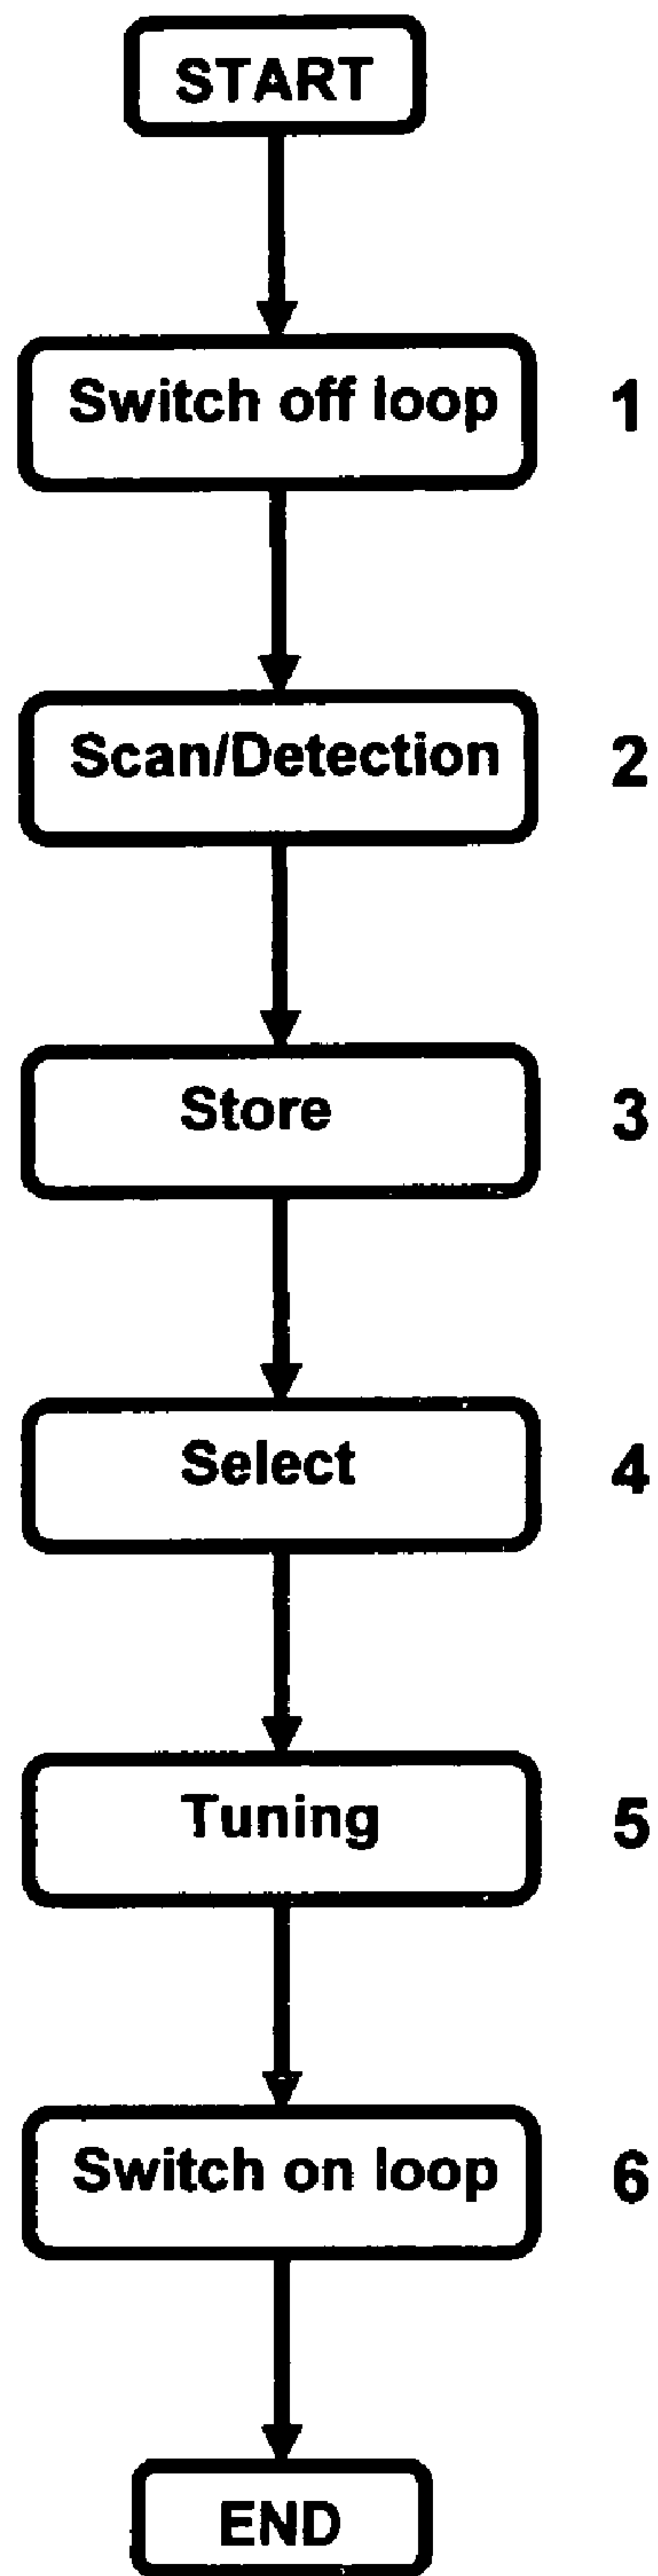 START
Switch off loop 1
Scan/Detection 2
Store 3
Select 4
Tuning 5
Switch on loop 6
END